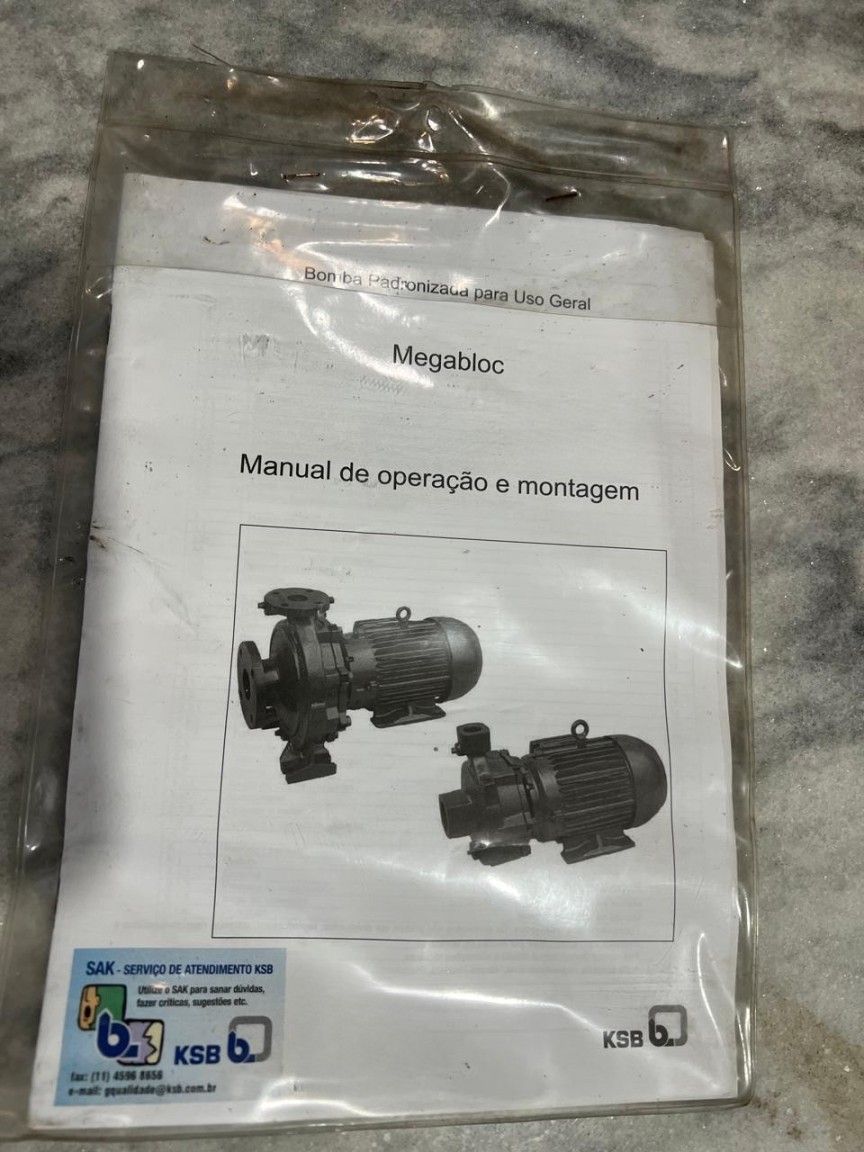 Bomba Padronizada para Uso Geral
Megabloc
Manual de operação e montagem
SAK - SERVIÇO DE ATENDIMENTO KSB
Utilize o SAK para sanar dúvidas,
fazer críticas, sugestões etc.
KSB b.
fax: (11) 4596 8656
e-mail: gqualidade@ksb.com.br
KSB b.